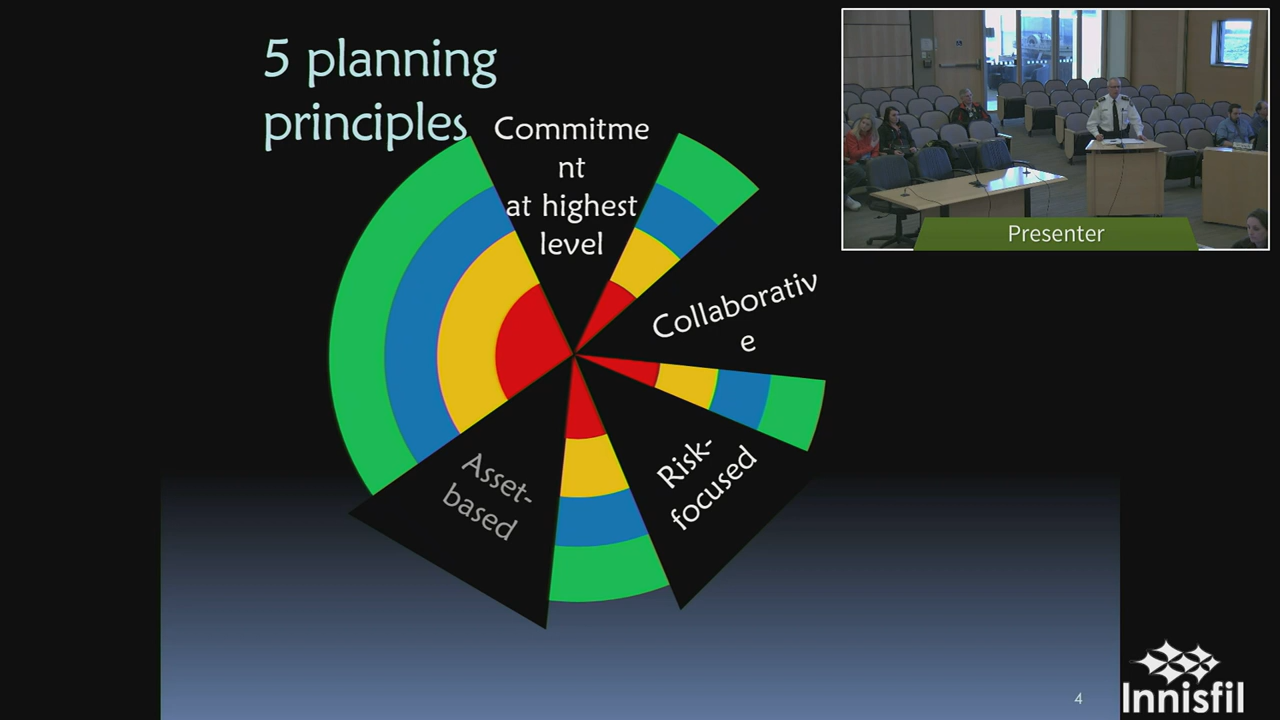 5 planning
principles
Commitme
nt
at highest
level
Collaborativ
e
Risk-
focused
Asset-
based
Presenter
4
Innisfil